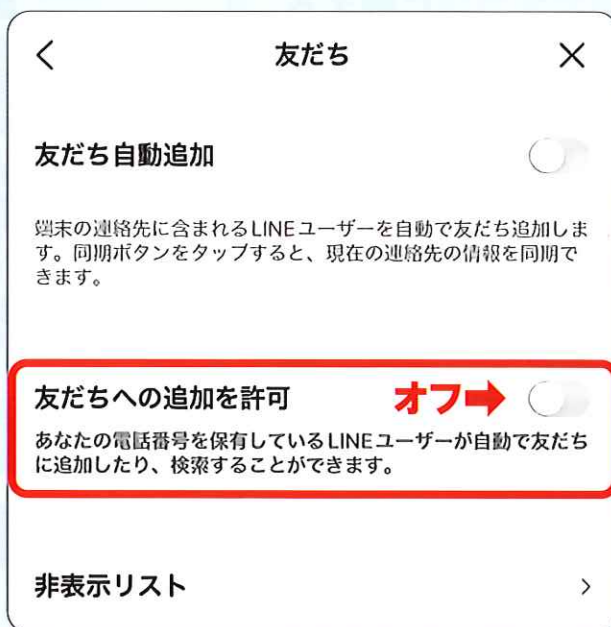 友だち
友だち自動追加
端末の連絡先に含まれるLINEユーザーを自動で友だち追加しま
す。同期ボタンをタップすると、現在の連絡先の情報を同期で
きます。
友だちへの追加を許可 オフ➡
あなたの電話番号を保有しているLINEユーザーが自動で友だち
に追加したり、検索することができます。
非表示リスト